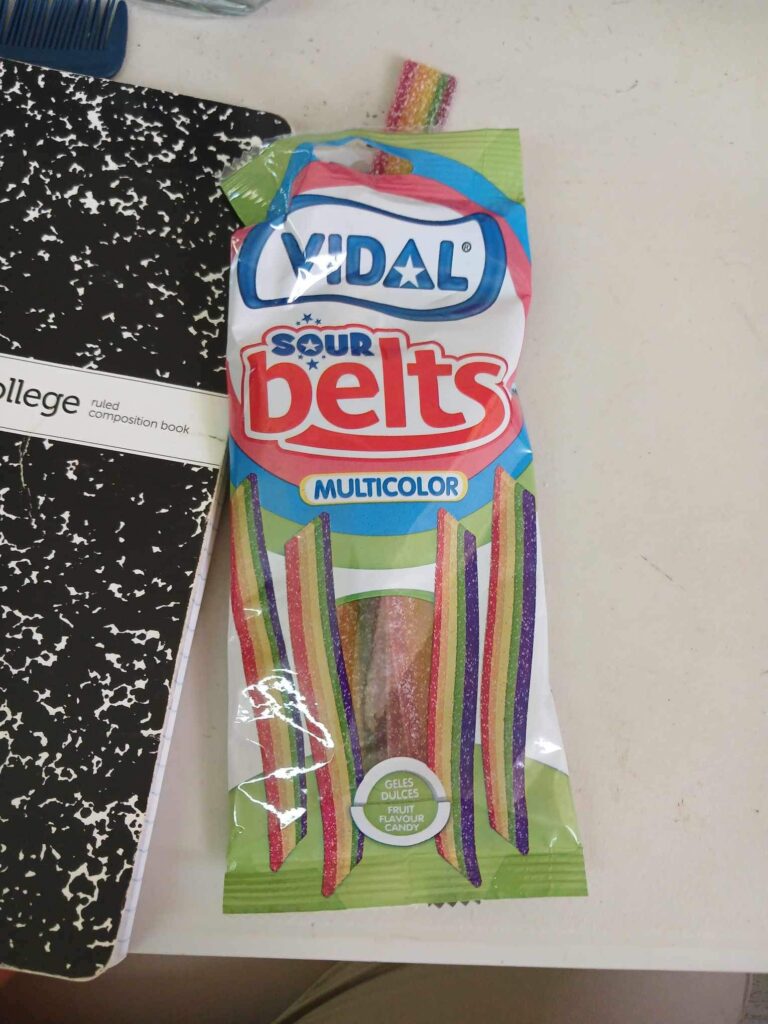 VIDAL®
SOUR
belts
MULTICOLOR
GELES
DULCES
FRUIT
FLAVOUR
CANDY
ollege
ruled
composition book